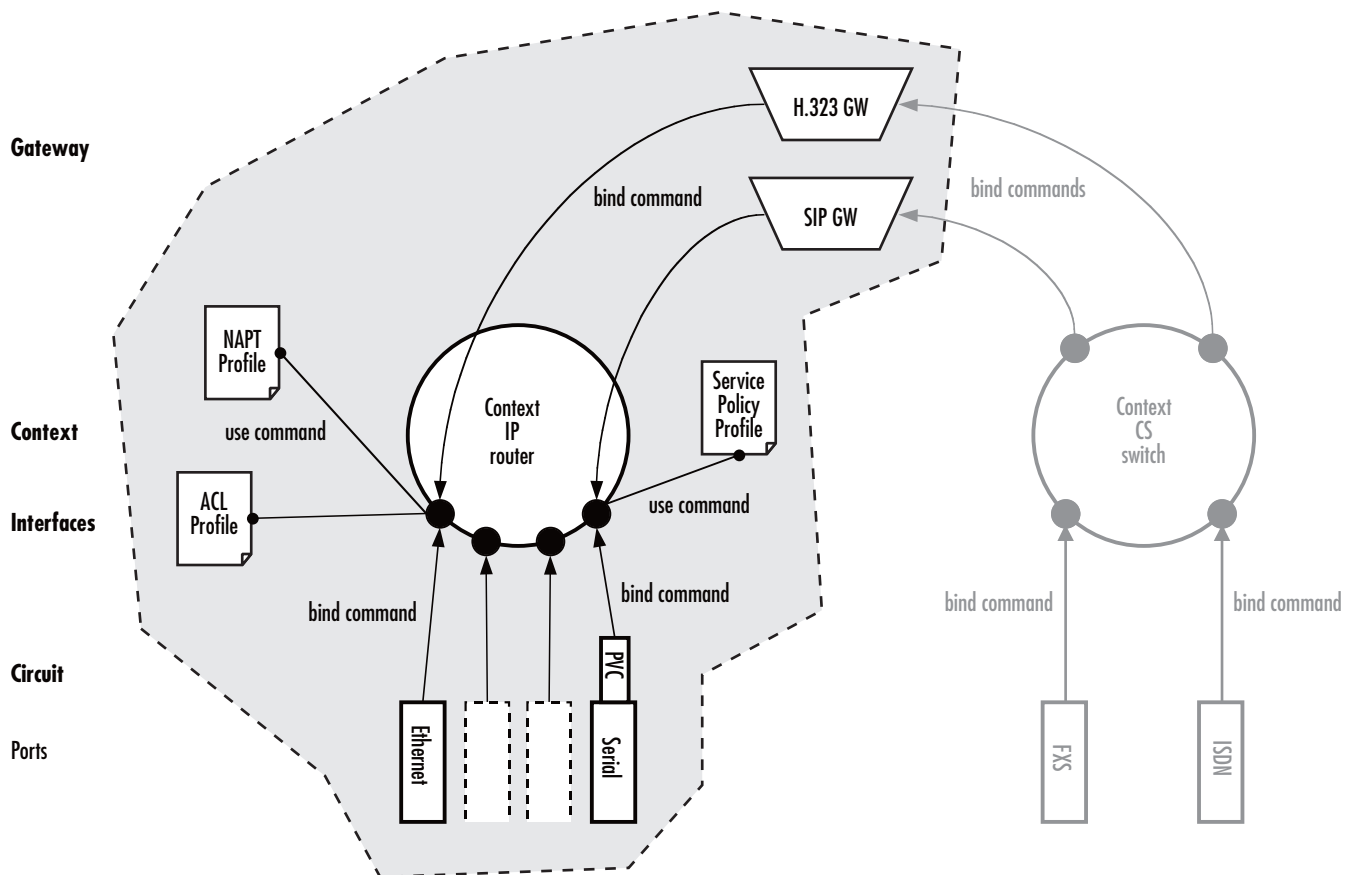 H.323 GW
Gateway
bind command
bind commands
SIP GW
NAPT
Profile
Service
Policy
Profile
Context
IP
router
Context
CS
switch
Context
use command
ACL
Profile
use command
Interfaces
bind command
bind command
bind command
bind command
Circuit
PVC
Ports
Ethernet
Serial
FXS
ISDN